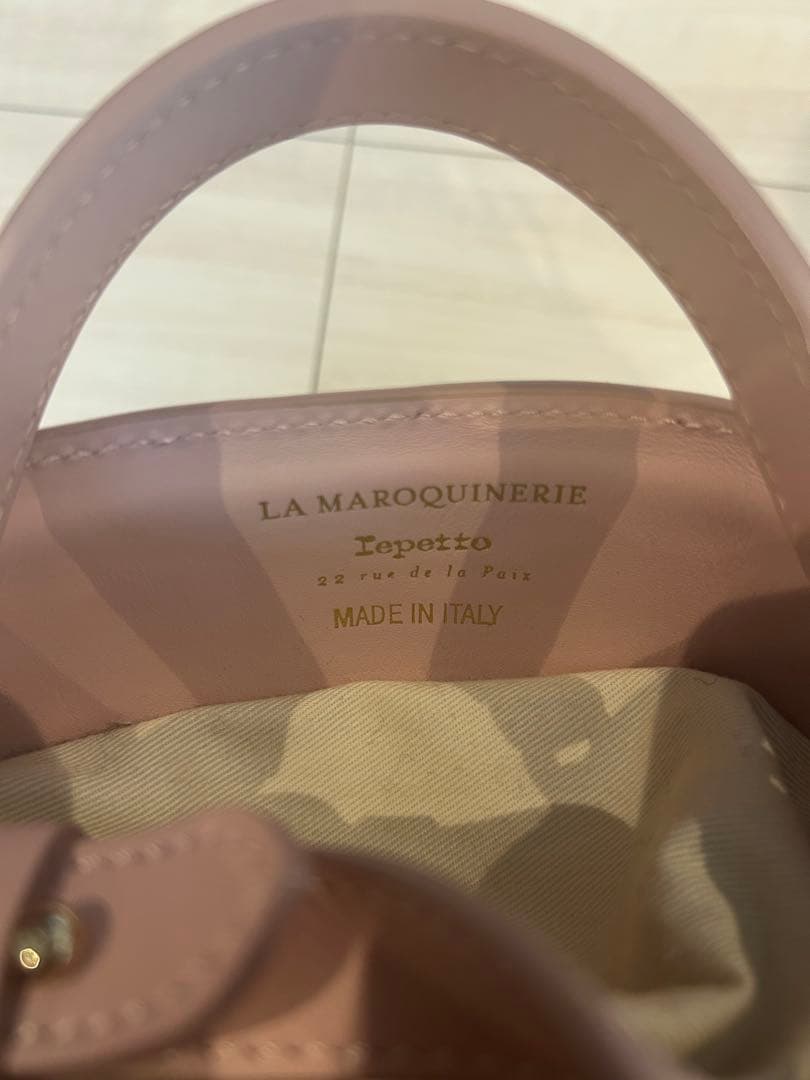 LA MAROQUINERIE
repetto
22 rue de la Paix
MADE IN ITALY